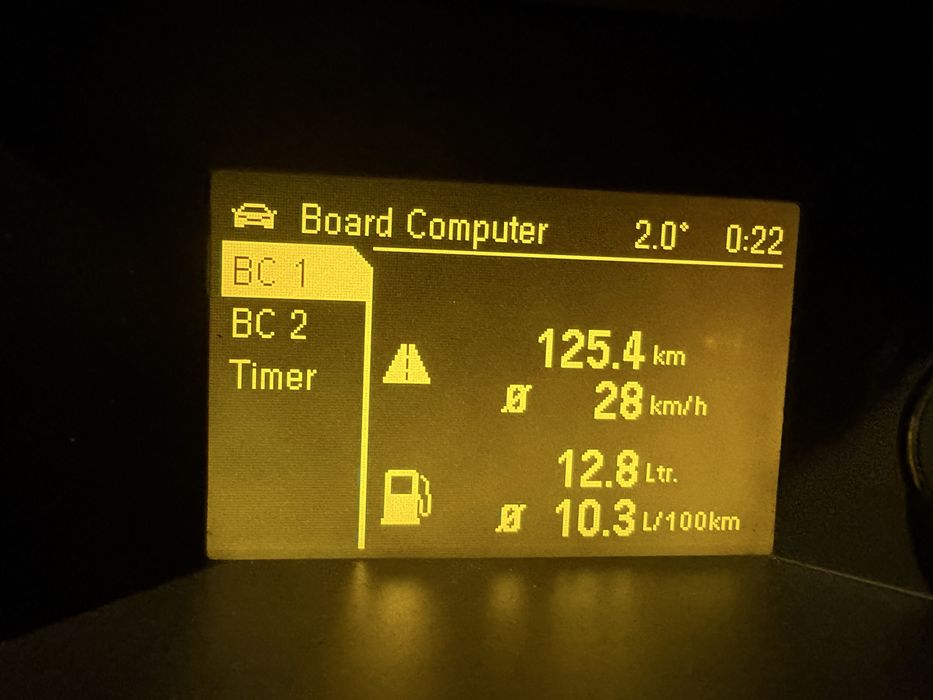 Board Computer 2.0° 0:22
BC 1
BC 2
Timer
125.4 km
Ø 28 km/h
12.8 Ltr.
Ø 10.3 L/100km